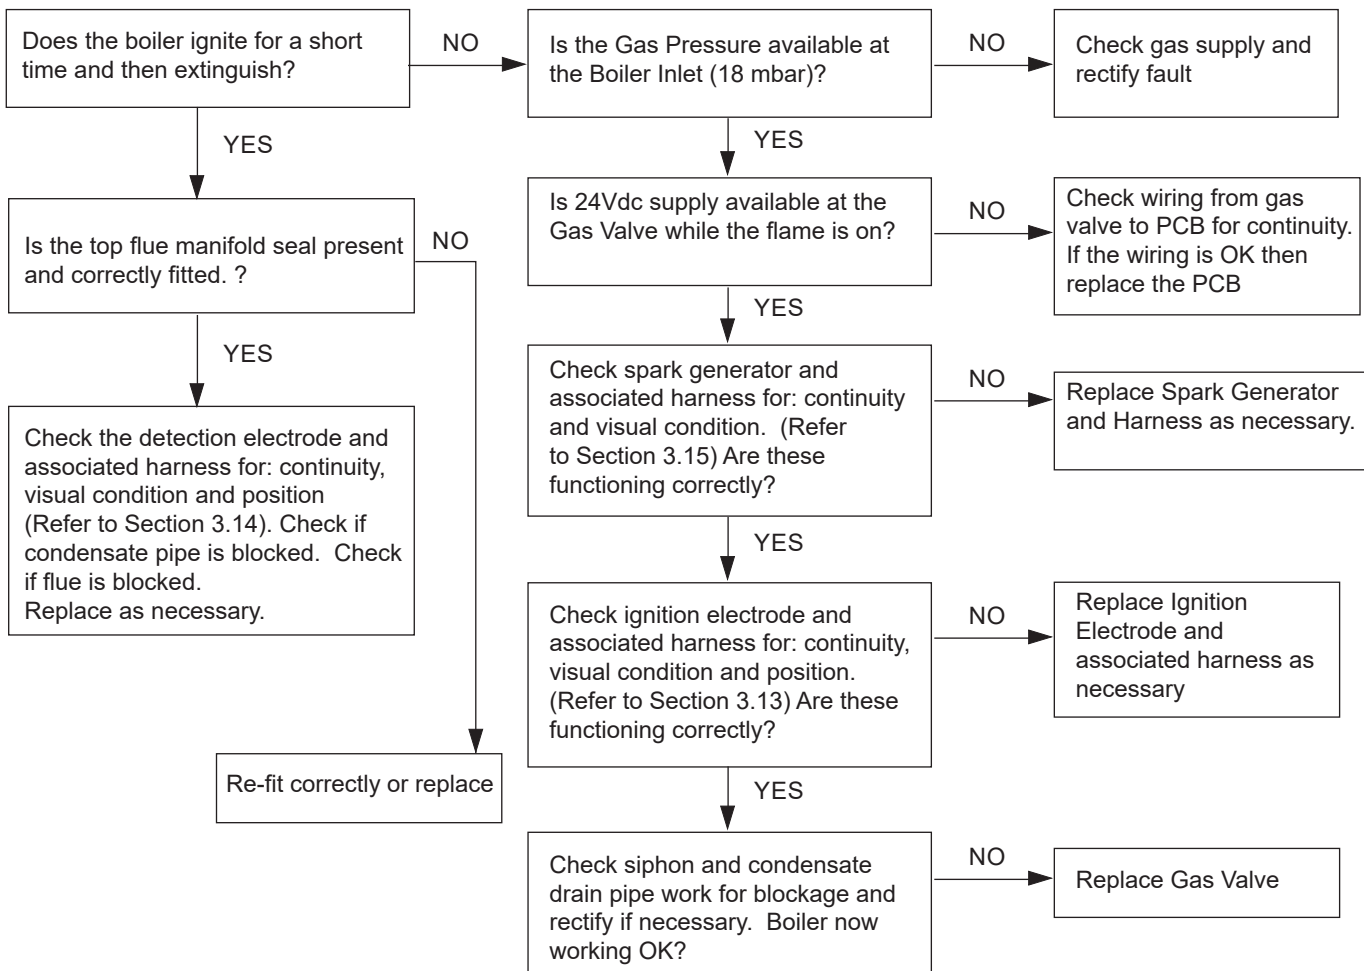 Does the boiler ignite for a short
time and then extinguish?
NO
Is the Gas Pressure available at
the Boiler Inlet (18 mbar)?
NO
Check gas supply and
rectify fault
YES
YES
Is the top flue manifold seal present
and correctly fitted. ?
NO
Is 24Vdc supply available at the
Gas Valve while the flame is on?
NO
Check wiring from gas
valve to PCB for continuity.
If the wiring is OK then
replace the PCB
YES
YES
Check the detection electrode and
associated harness for: continuity,
visual condition and position
(Refer to Section 3.14). Check if
condensate pipe is blocked.  Check
if flue is blocked.
Replace as necessary.
Check spark generator and
associated harness for: continuity
and visual condition.  (Refer
to Section 3.15) Are these
functioning correctly?
NO
Replace Spark Generator
and Harness as necessary.
YES
Check ignition electrode and
associated harness for: continuity,
visual condition and position.
(Refer to Section 3.13) Are these
functioning correctly?
NO
Replace Ignition
Electrode and
associated harness as
necessary
Re-fit correctly or replace
YES
Check siphon and condensate
drain pipe work for blockage and
rectify if necessary.  Boiler now
working OK?
NO
Replace Gas Valve